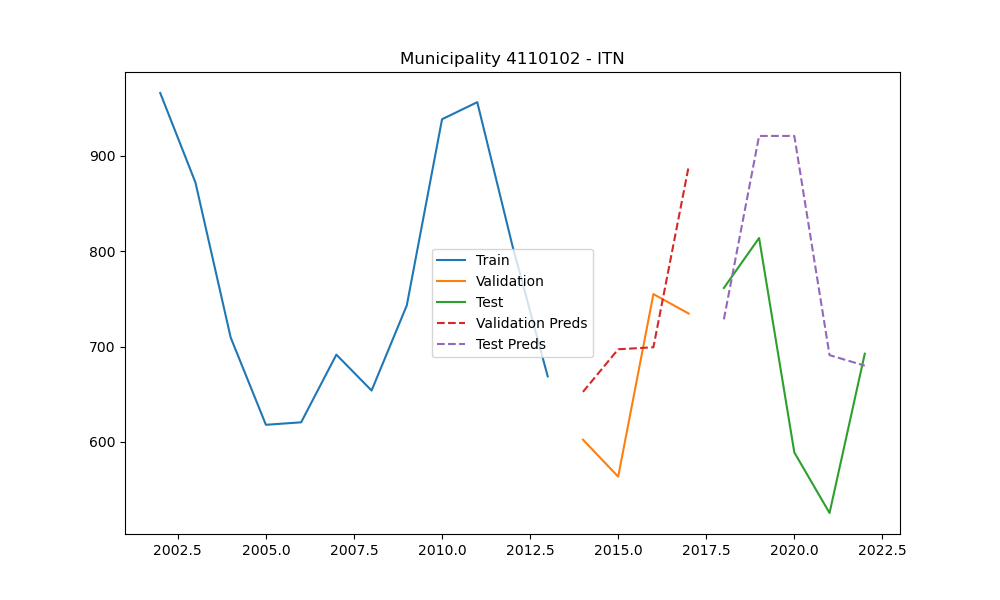 Municipality 4110102 - ITN
900
800
700
600
Train
Validation
Test
Validation Preds
Test Preds
2002.5 2005.0 2007.5 2010.0 2012.5 2015.0 2017.5 2020.0 2022.5